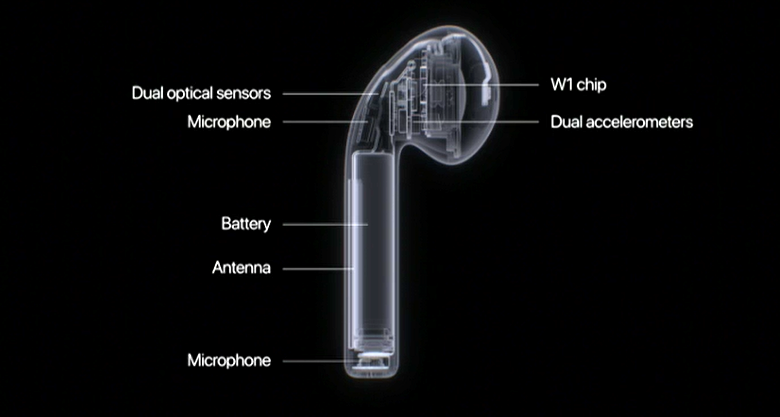 Dual optical sensors
Microphone
Battery
Antenna
Microphone
W1 chip
Dual accelerometers